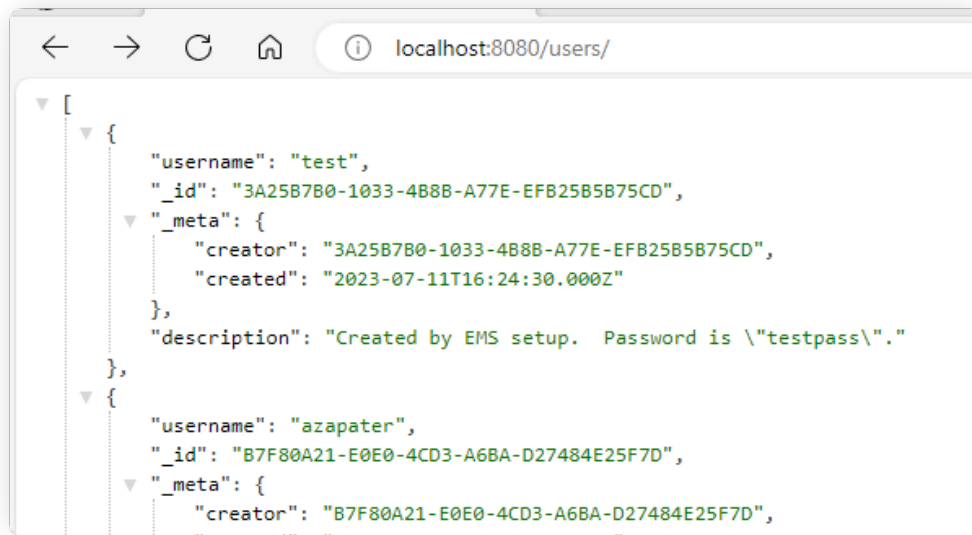 localhost:8080/users/
[
{
"username": "test",
"_id": "3A25B7B0-1033-4B8B-A77E-EFB25B5B75CD",
"_meta": {
"creator": "3A25B7B0-1033-4B8B-A77E-EFB25B5B75CD",
"created": "2023-07-11T16:24:30.000Z"
},
"description": "Created by EMS setup.  Password is \"testpass\"."
},
{
"username": "azapater",
"_id": "B7F80A21-E0E0-4CD3-A6BA-D27484E25F7D",
"_meta": {
"creator": "B7F80A21-E0E0-4CD3-A6BA-D27484E25F7D",